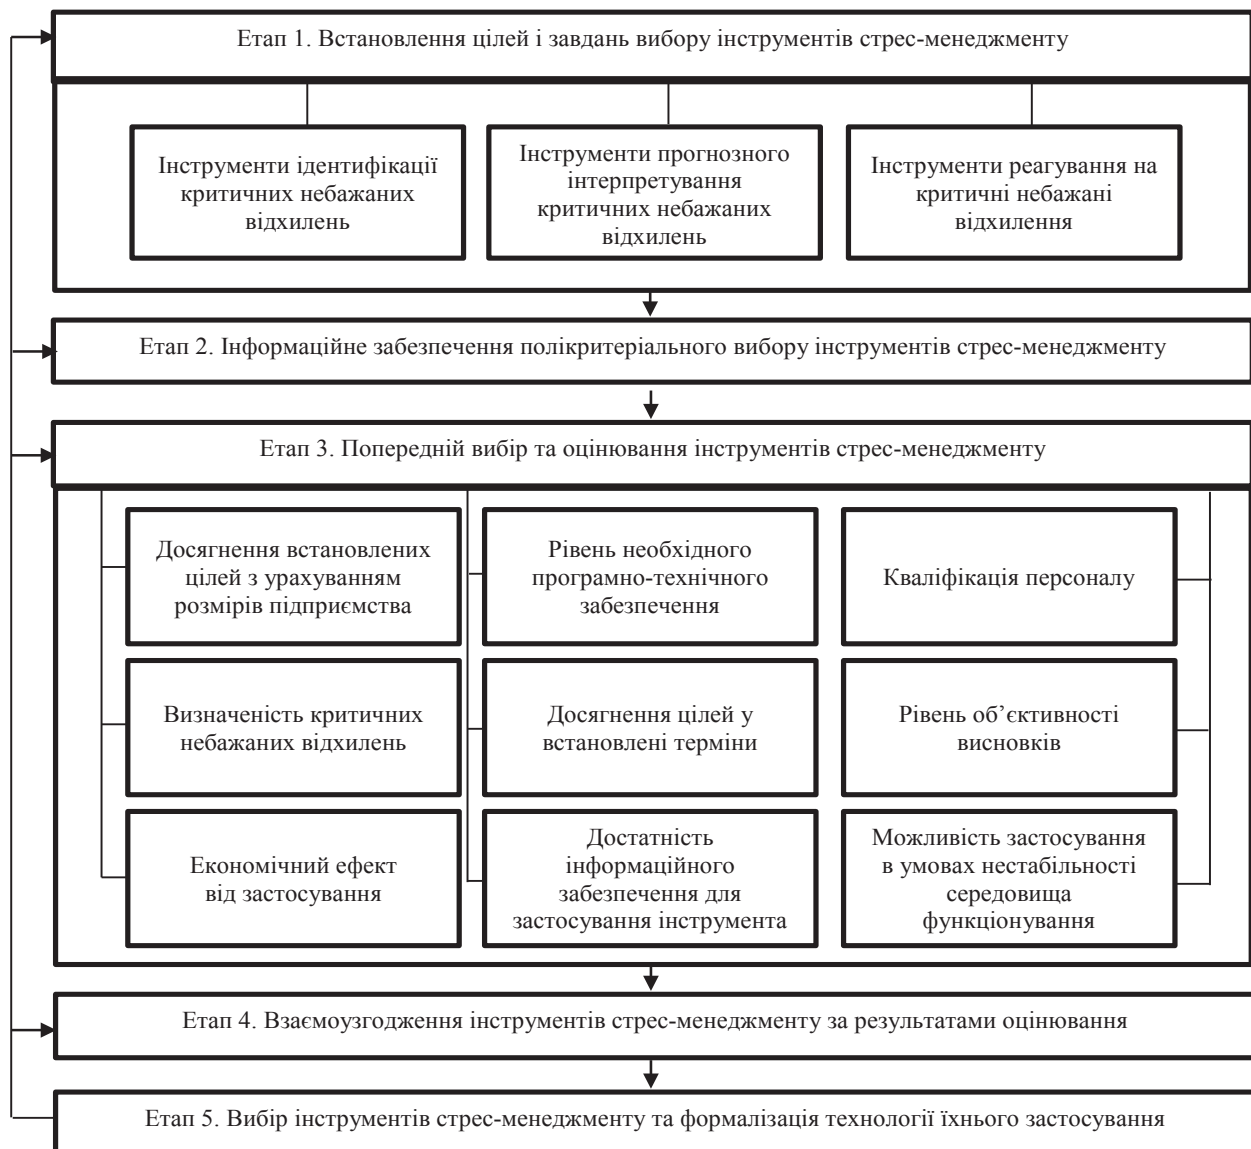 Етап 1. Встановлення цілей і завдань вибору інструментів стрес-менеджменту
Інструменти ідентифікації
критичних небажаних
відхилень
Інструменти прогнозного
інтерпретування
критичних небажаних
відхилень
Інструменти реагування на
критичні небажані
відхилення
Етап 2. Інформаційне забезпечення полікритеріального вибору інструментів стрес-менеджменту
Етап 3. Попередній вибір та оцінювання інструментів стрес-менеджменту
Досягнення встановлених
цілей з урахуванням
розмірів підприємства
Рівень необхідного
програмно-технічного
забезпечення
Кваліфікація персоналу
Визначеність критичних
небажаних відхилень
Досягнення цілей у
встановлені терміни
Рівень об’єктивності
висновків
Економічний ефект
від застосування
Достатність
інформаційного
забезпечення для
застосування інструмента
Можливість застосування
в умовах нестабільності
середовища
функціонування
Етап 4. Взаємоузгодження інструментів стрес-менеджменту за результатами оцінювання
Етап 5. Вибір інструментів стрес-менеджменту та формалізація технології їхнього застосування